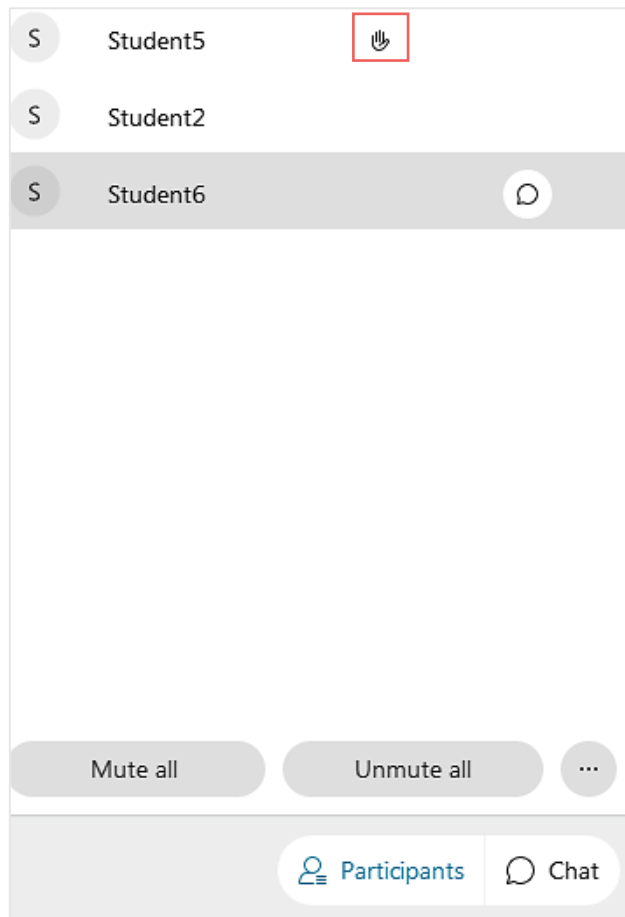 S Student5
S Student2
S Student6
Mute all Unmute all ...
Participants Chat